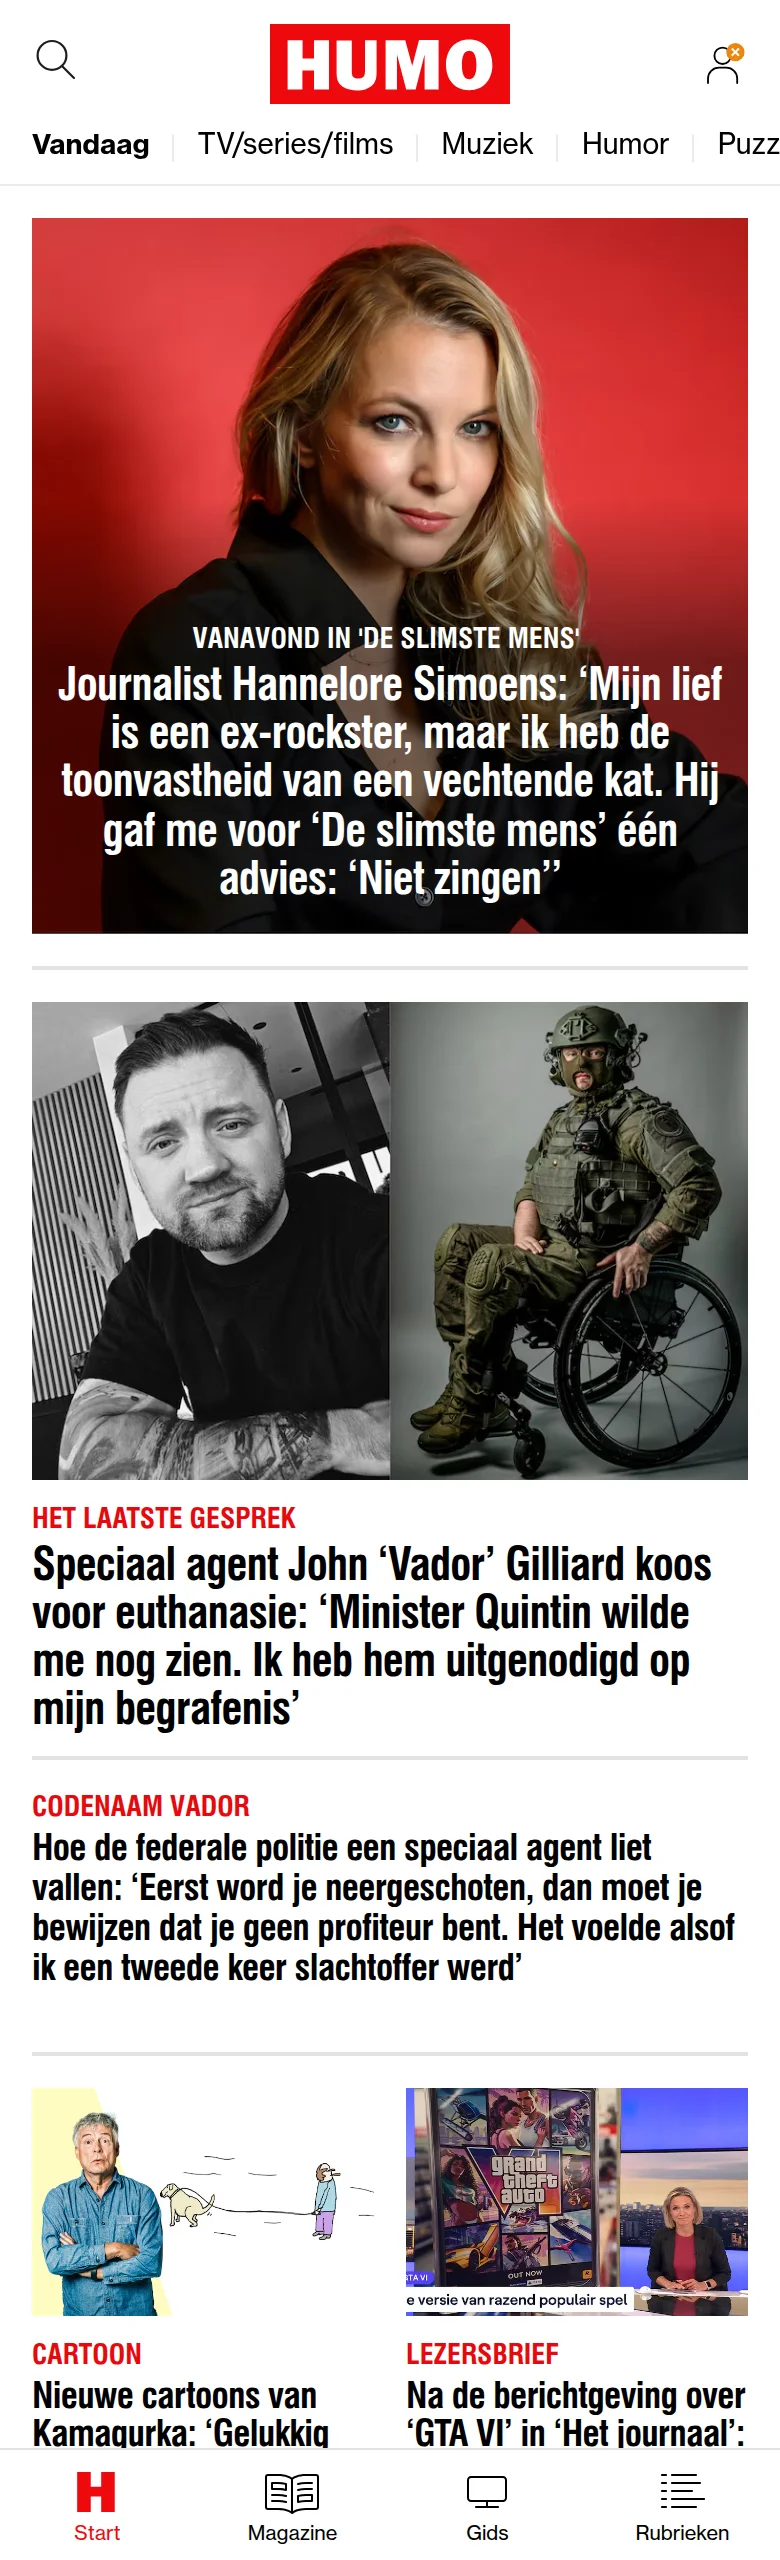 HUMO
Vandaag
TV/series/films
Muziek
Humor
Puzz
VANAVOND IN 'DE SLIMSTE MENS'
Journalist Hannelore Simoens: ‘Mijn lief
is een ex-rockster, maar ik heb de
toonvastheid van een vechtende kat. Hij
gaf me voor ‘De slimste mens’ één
advies: ‘Niet zingen’’
HET LAATSTE GESPREK
Speciaal agent John ‘Vador’ Gilliard koos
voor euthanasie: ‘Minister Quintin wilde
me nog zien. Ik heb hem uitgenodigd op
mijn begrafenis’
CODENAAM VADOR
Hoe de federale politie een speciaal agent liet
vallen: ‘Eerst word je neergeschoten, dan moet je
bewijzen dat je geen profiteur bent. Het voelde alsof
ik een tweede keer slachtoffer werd’
grand
theft
auto
OUT NOW
GTA VI
e versie van razend populair spel
CARTOON
Nieuwe cartoons van
Kamagurka: ‘Gelukkig
LEZERSBRIEF
Na de berichtgeving over
‘GTA VI’ in ‘Het journaal’:
H
Start
Magazine
Gids
Rubrieken